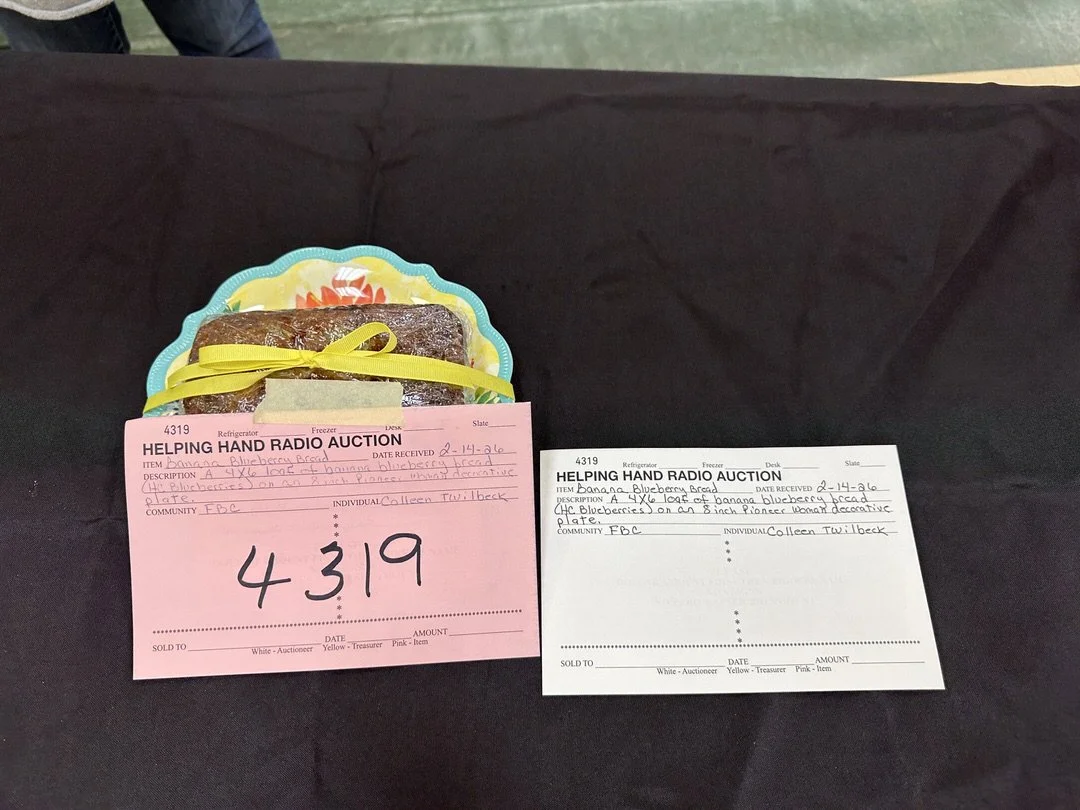 4319
Refrigerator Freezer Desk Slate
HELPING HAND RADIO AUCTION
ITEM Banana Blueberry Bread DATE RECEIVED 2-14-26
DESCRIPTION A 4X6 loaf of banana blueberry bread
(HC Blueberries) on an 8 inch Pioneer Woman decorative
plate.
COMMUNITY FBC INDIVIDUAL Colleen Twilbeck
4319
SOLD TO DATE AMOUNT
White - Auctioneer Yellow - Treasurer Pink - Item
4319
Refrigerator Freezer Desk Slate
HELPING HAND RADIO AUCTION
ITEM Banana Blueberry Bread DATE RECEIVED 2-14-26
DESCRIPTION A 4X6 loaf of banana blueberry bread
(HC Blueberries) on an 8 inch Pioneer Woman decorative
plate.
COMMUNITY FBC INDIVIDUAL Colleen Twilbeck
SOLD TO DATE AMOUNT
White - Auctioneer Yellow - Treasurer Pink - Item